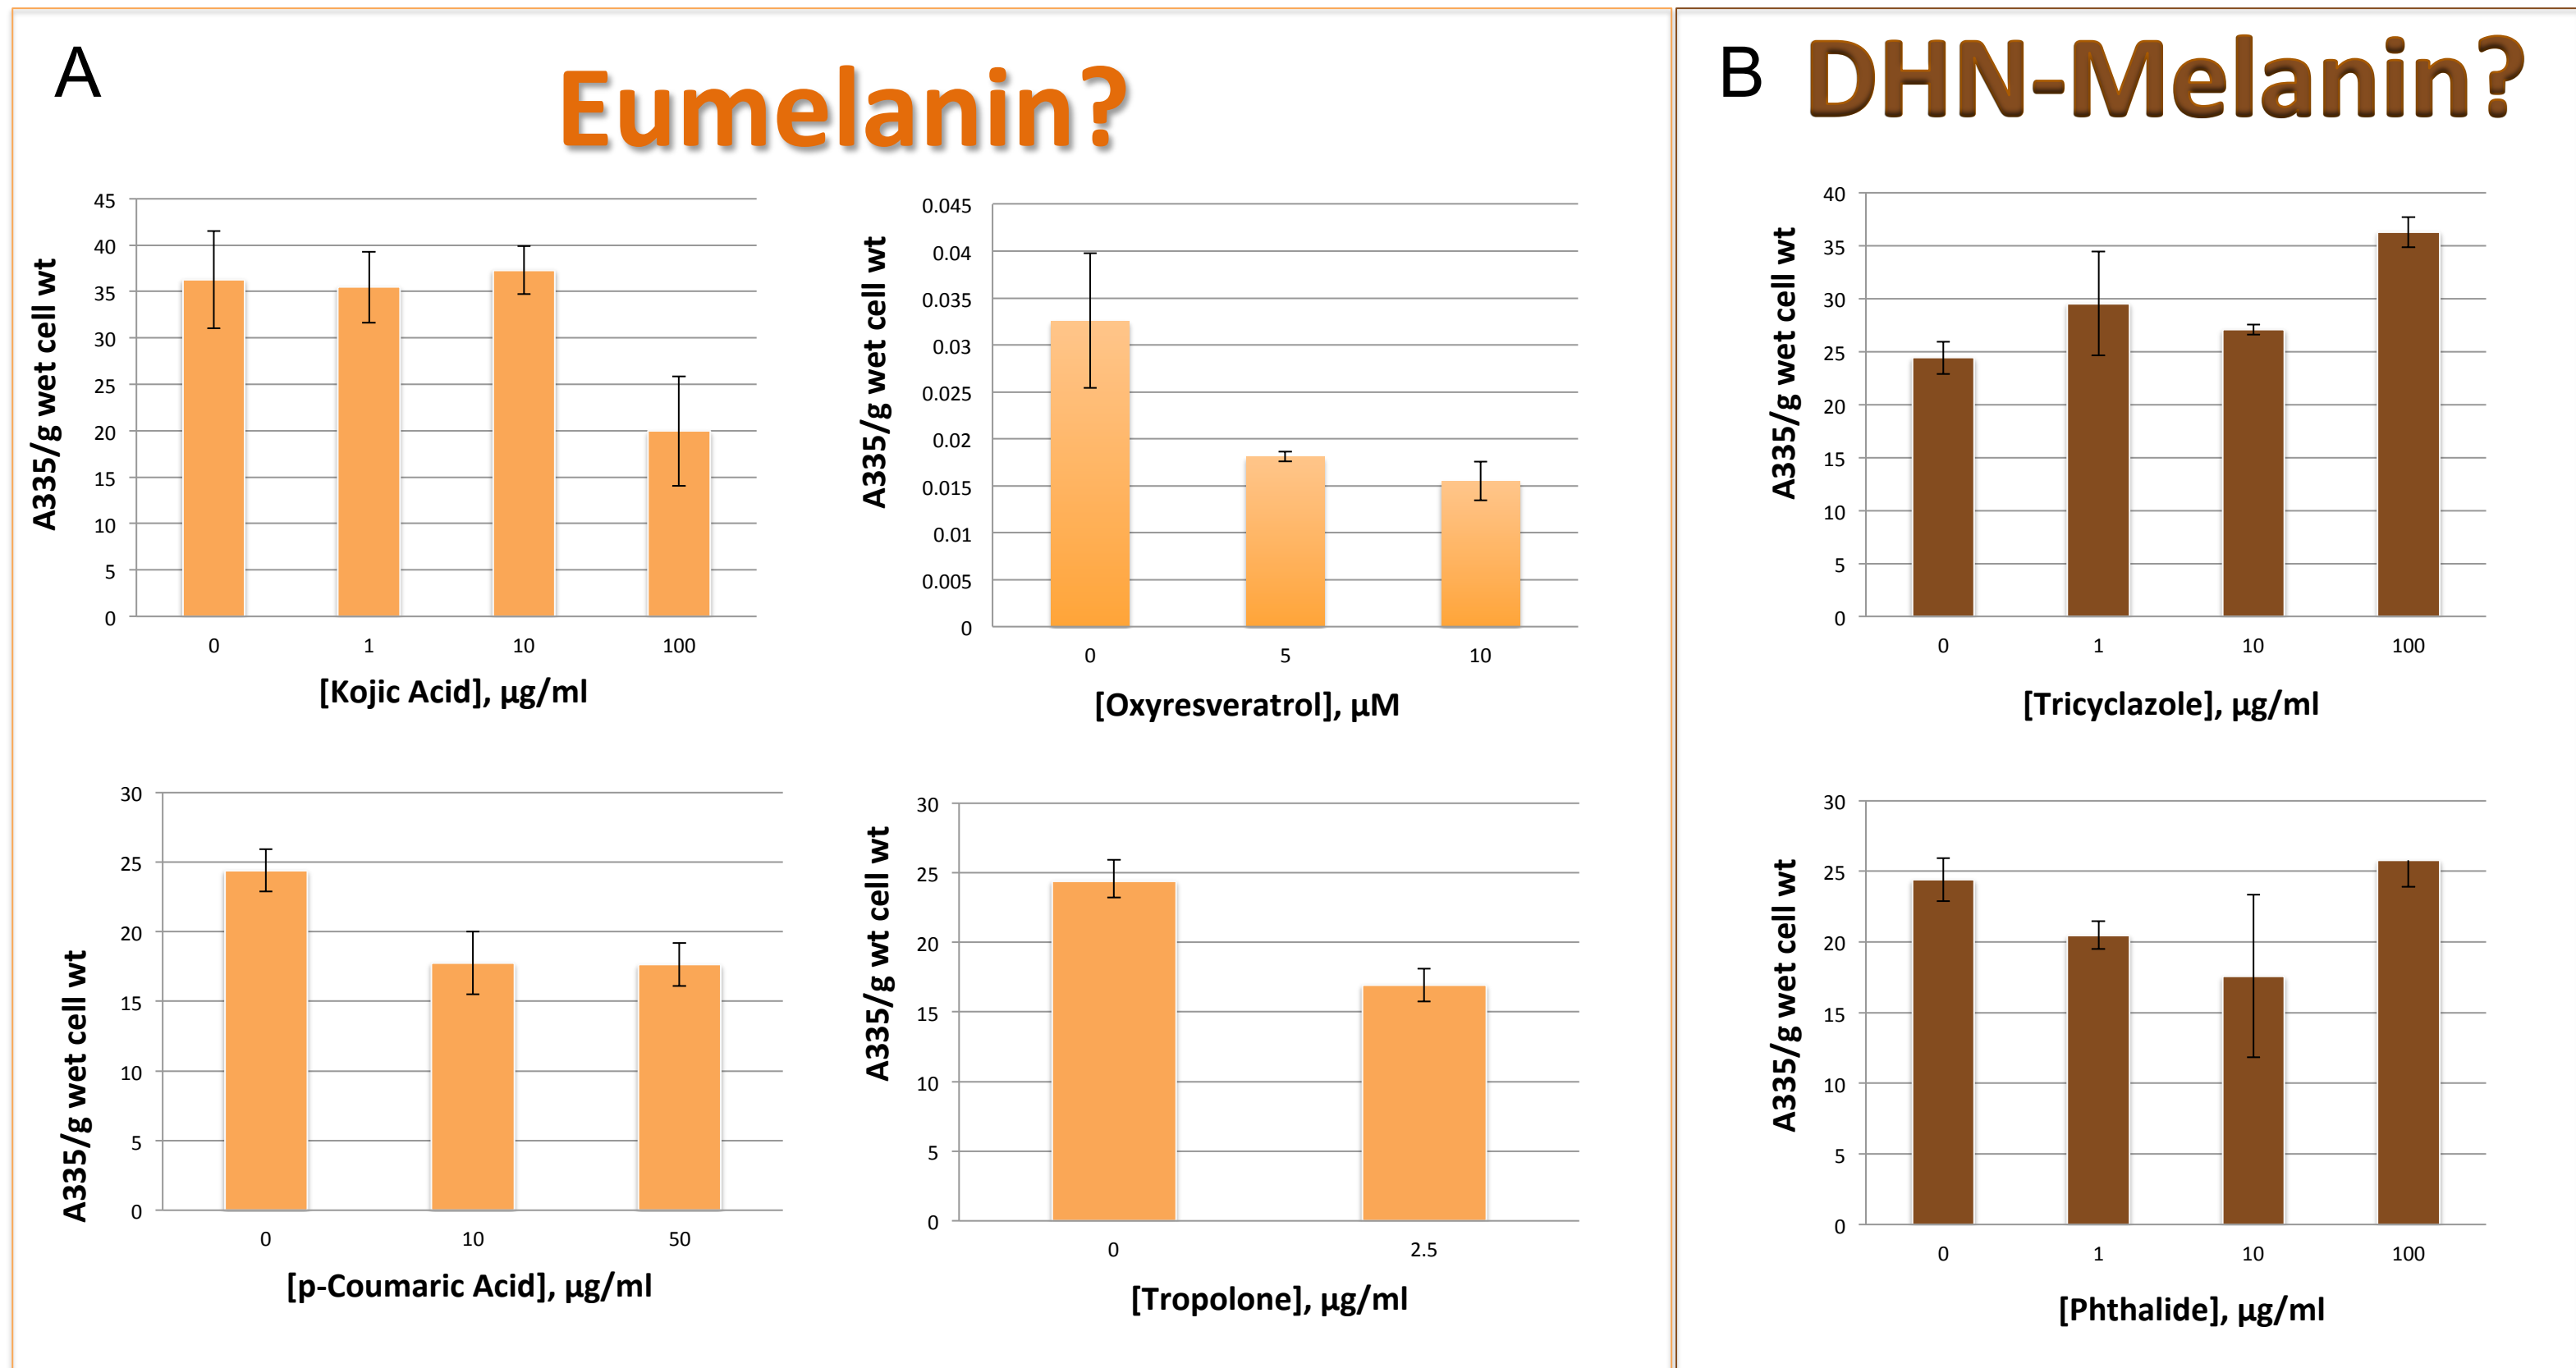 A
Eumelanin?
45
40
35
30
25
20
15
10
5
0
A335/g wet cell wt
0 1 10 100
[Kojic Acid], µg/ml
0.045
0.04
0.035
0.03
0.025
0.02
0.015
0.01
0.005
0
A335/g wet cell wt
0 5 10
[Oxyresveratrol], µM
30
25
20
15
10
5
0
A335/g wet cell wt
0 10 50
[p-Coumaric Acid], µg/ml
30
25
20
15
10
5
0
A335/g wt cell wt
0 2.5
[Tropolone], µg/ml
B
DHN-Melanin?
40
35
30
25
20
15
10
5
0
A335/g wet cell wt
0 1 10 100
[Tricyclazole], µg/ml
30
25
20
15
10
5
0
A335/g wet cell wt
0 1 10 100
[Phthalide], µg/ml